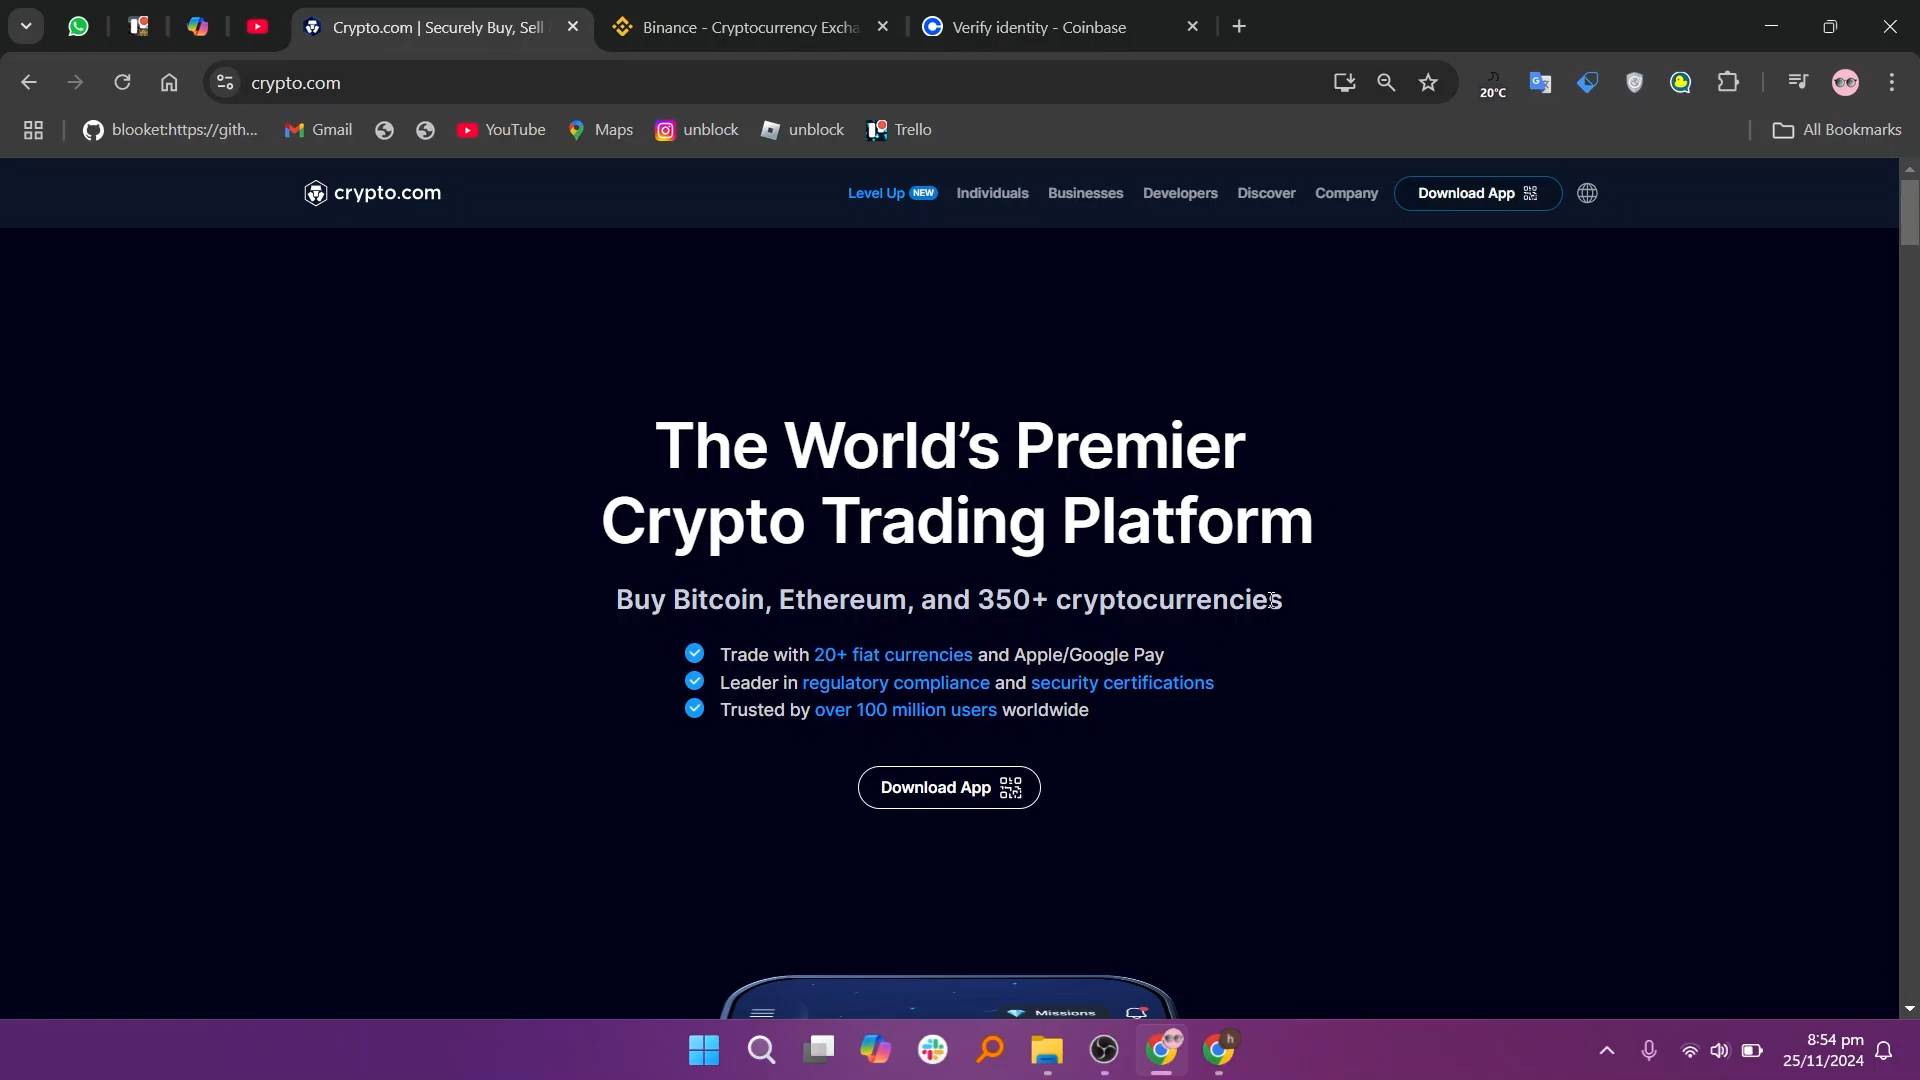 Crypto.com | Securely Buy, Sell
Binance - Cryptocurrency Excha
Verify identity - Coinbase
crypto.com
20°C
blooket:https://gith...
Gmail
YouTube
Maps
unblock
unblock
Trello
All Bookmarks
crypto.com
Level Up NEW
Individuals
Businesses
Developers
Discover
Company
Download App
The World’s Premier
Crypto Trading Platform
Buy Bitcoin, Ethereum, and 350+ cryptocurrencies
Trade with 20+ fiat currencies and Apple/Google Pay
Leader in regulatory compliance and security certifications
Trusted by over 100 million users worldwide
Download App
Missions
8:54 pm
25/11/2024